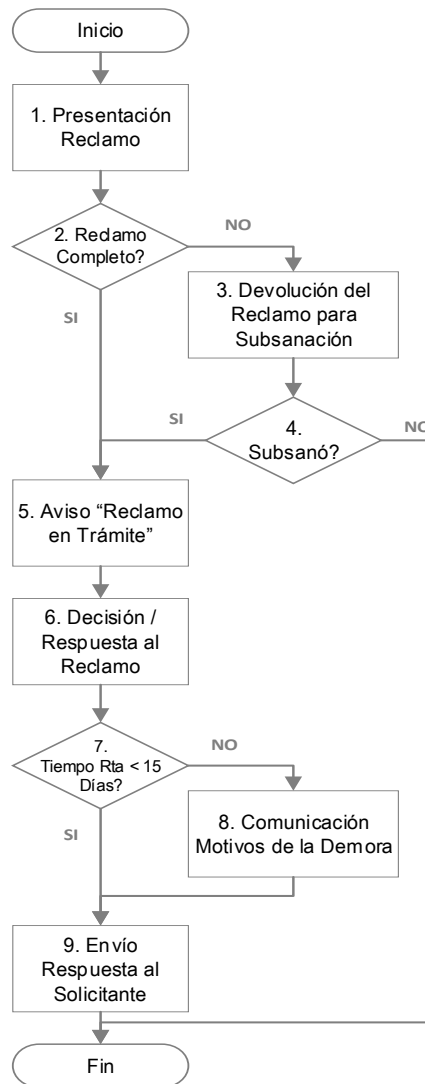 Inicio
1. Presentación
Reclamo
2. Reclamo
Completo?
NO
3. Devolución del
Reclamo para
Subsanación
SI
SI
4.
Subsanó?
NO
5. Aviso “Reclamo
en Trámite”
6. Decisión /
Respuesta al
Reclamo
7.
Tiempo Rta < 15
Días?
NO
SI
8. Comunicación
Motivos de la Demora
9. Envío
Respuesta al
Solicitante
Fin